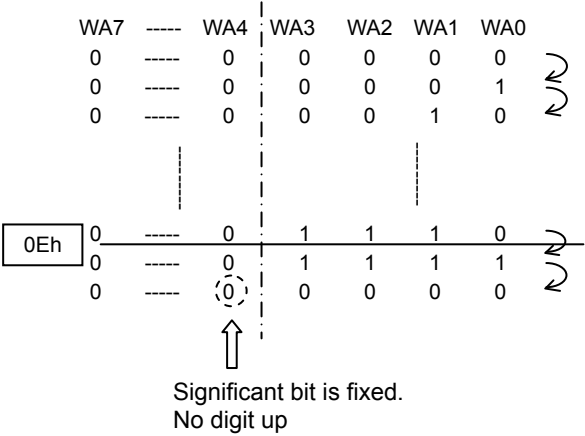 WA7 ----- WA4 WA3 WA2 WA1 WA0
0 ----- 0 0 0 0 0
0 ----- 0 0 0 0 1
0 ----- 0 0 0 1 0
0Eh 0 ----- 0 1 1 1 0
0 ----- 0 1 1 1 1
0 ----- 0 0 0 0 0
Significant bit is fixed.
No digit up